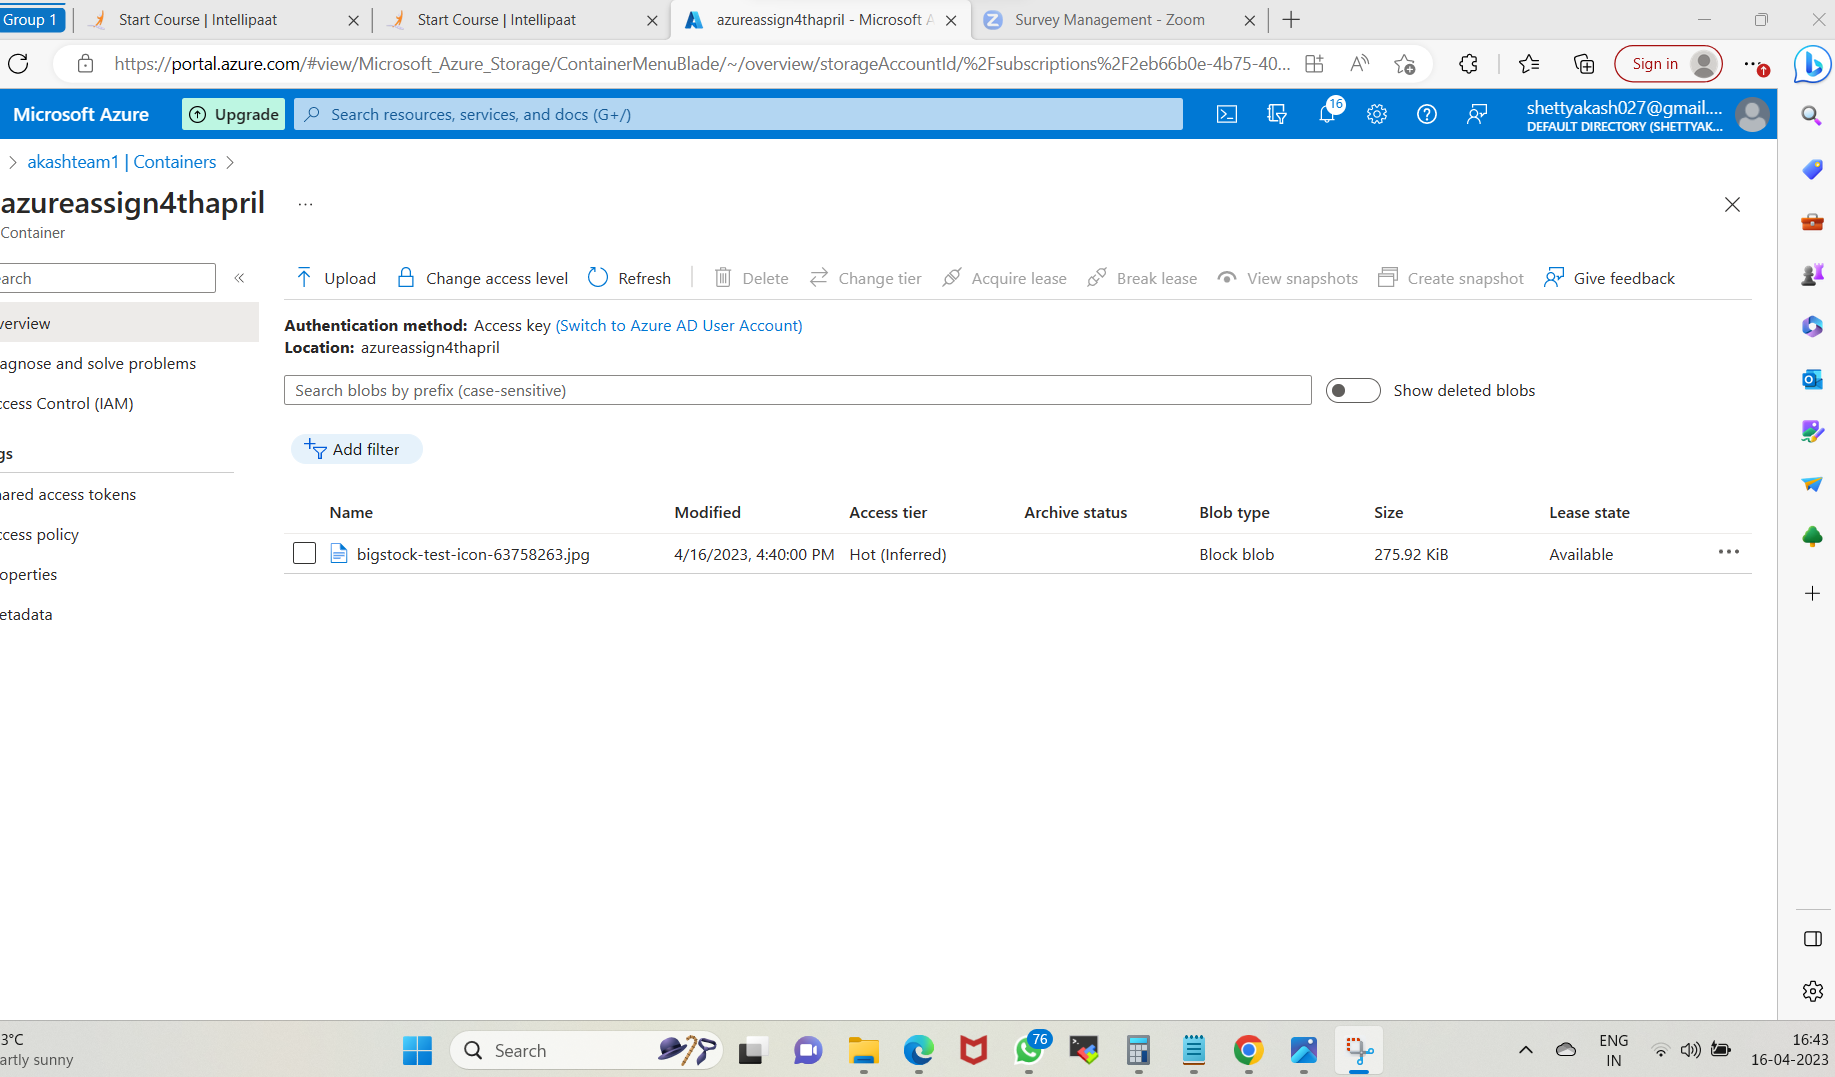 Group 1
Start Course | Intellipaat
Start Course | Intellipaat
azureassign4thapril - Microsoft A
Survey Management - Zoom
https://portal.azure.com/#view/Microsoft_Azure_Storage/ContainerMenuBlade/~/overview/storageAccountId/%2Fsubscriptions%2F2eb66b0e-4b75-40...
Sign in
Microsoft Azure
Upgrade
Search resources, services, and docs (G+/)
16
shettyakash027@gmail....
DEFAULT DIRECTORY (SHETTYAK...
akashteam1 | Containers
azureassign4thapril
...
Container
earch
«
Upload
Change access level
Refresh
Delete
Change tier
Acquire lease
Break lease
View snapshots
Create snapshot
Give feedback
verview
agnose and solve problems
ccess Control (IAM)
gs
hared access tokens
ccess policy
operties
etadata
Authentication method: Access key (Switch to Azure AD User Account)
Location: azureassign4thapril
Search blobs by prefix (case-sensitive)
Show deleted blobs
Add filter
Name Modified Access tier Archive status Blob type Size Lease state
bigstock-test-icon-63758263.jpg 4/16/2023, 4:40:00 PM Hot (Inferred) Block blob 275.92 KiB Available
3°C
artly sunny
Search
76
ENG
IN
16:43
16-04-2023